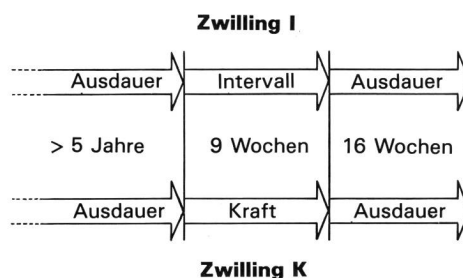 Zwilling I
Ausdauer Intervall Ausdauer
> 5 Jahre 9 Wochen 16 Wochen
Ausdauer Kraft Ausdauer
Zwilling K